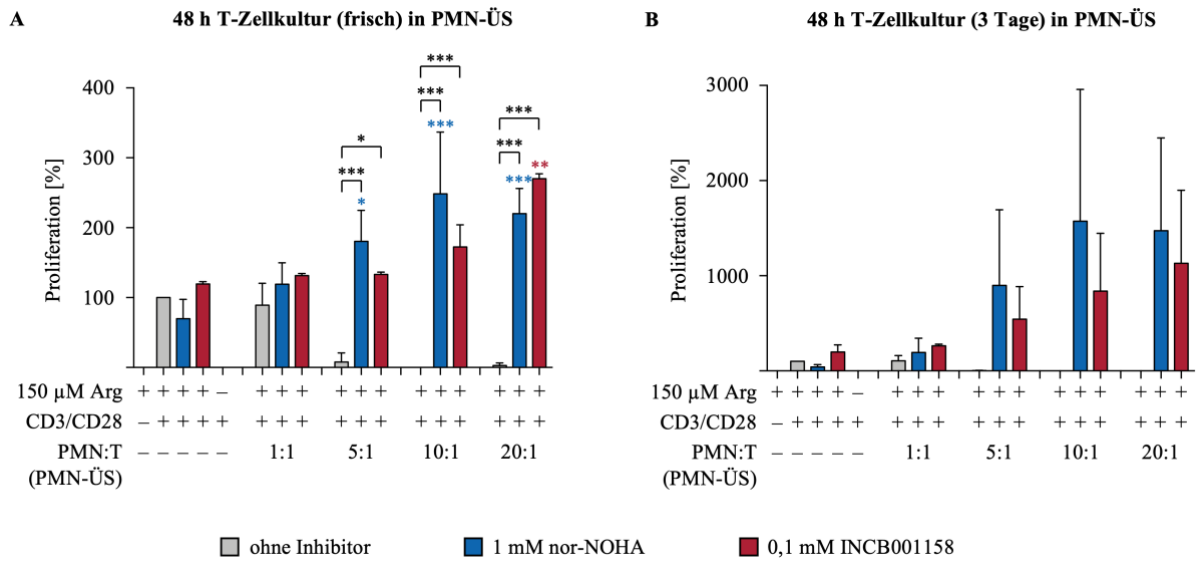 A 48 h T-Zellkultur (frisch) in PMN-ÜS
400
300
200
100
Proliferation [%]
*** * *** *** *** *** *** ***
* *** *** **
150 µM Arg + + + + – + + + + + + + + + + + +
CD3/CD28 – + + + + + + + + + + + + + + + +
PMN:T – – – – – 1:1 5:1 10:1 20:1
(PMN-ÜS)
B 48 h T-Zellkultur (3 Tage) in PMN-ÜS
3000
2000
1000
Proliferation [%]
150 µM Arg + + + + – + + + + + + + + + + + +
CD3/CD28 – + + + + + + + + + + + + + + + +
PMN:T – – – – – 1:1 5:1 10:1 20:1
(PMN-ÜS)
ohne Inhibitor 1 mM nor-NOHA 0,1 mM INCB001158